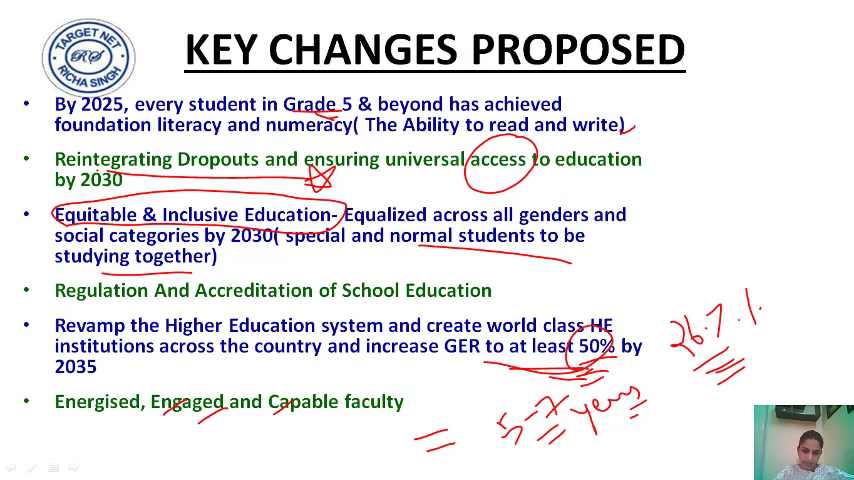 TARGET NET
RS
RICHA SINGH
KEY CHANGES PROPOSED
• By 2025, every student in Grade 5 & beyond has achieved
foundation literacy and numeracy( The Ability to read and write)
• Reintegrating Dropouts and ensuring universal access to education
by 2030
• Equitable & Inclusive Education- Equalized across all genders and
social categories by 2030( special and normal students to be
studying together)
• Regulation And Accreditation of School Education
• Revamp the Higher Education system and create world class HE
institutions across the country and increase GER to at least 50% by
2035
26.7.1.
• Energised, Engaged and Capable faculty
5-7 years